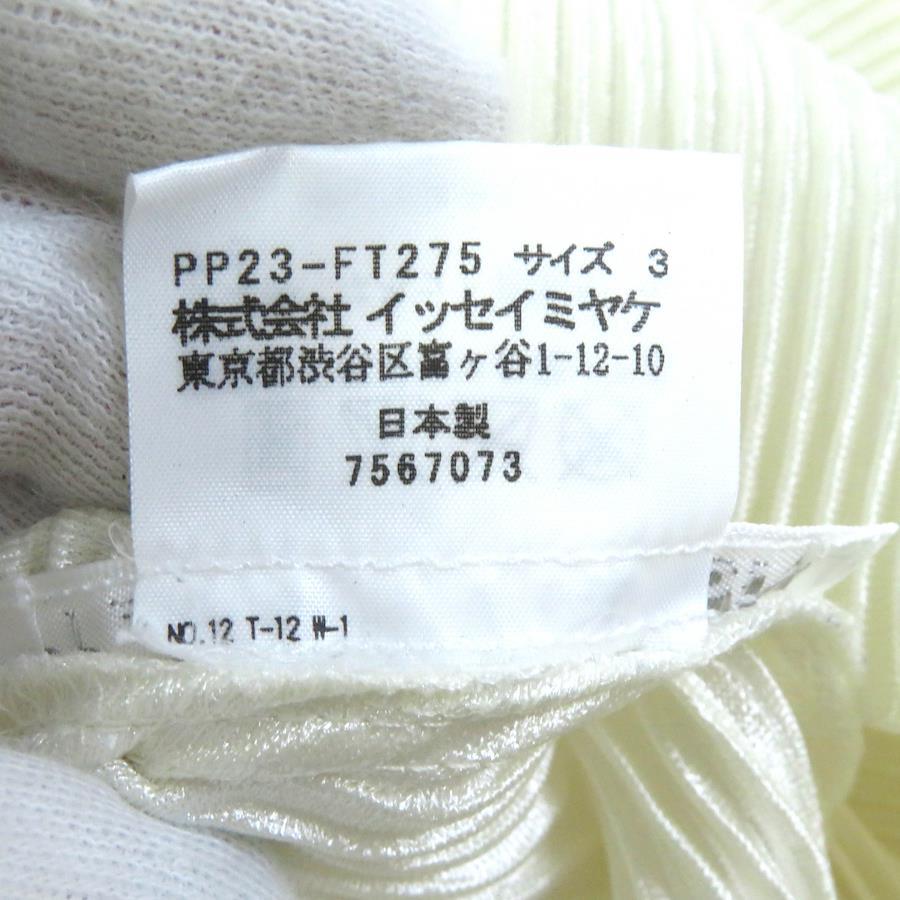 PP23-FT275 サイズ 3
株式会社 イッセイミヤケ
東京都渋谷区富ヶ谷1-12-10
日本製
7567073
NO.12 T-12 W-1